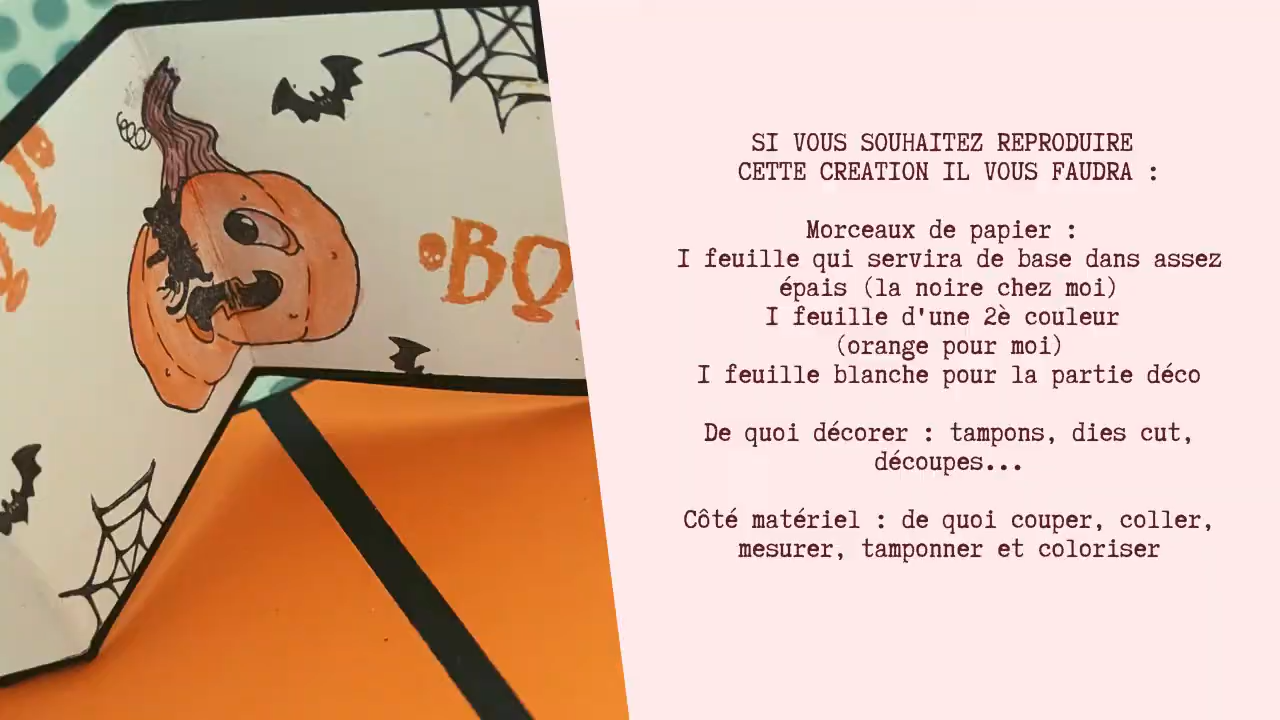 BO
SI VOUS SOUHAITEZ REPRODUIRE
CETTE CREATION IL VOUS FAUDRA :
Morceaux de papier :
I feuille qui servira de base dans assez
épais (la noire chez moi)
I feuille d'une 2è couleur
(orange pour moi)
I feuille blanche pour la partie déco
De quoi décorer : tampons, dies cut,
découpes...
Côté matériel : de quoi couper, coller,
mesurer, tamponner et coloriser